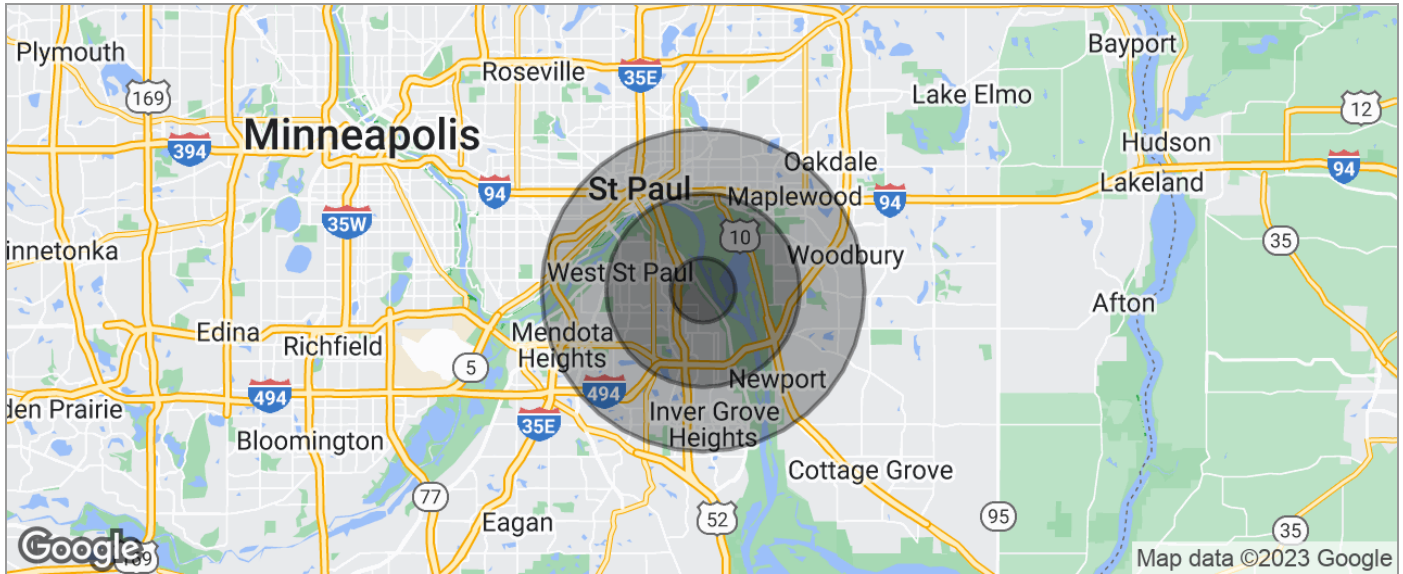 Plymouth
169
Roseville
35E
Bayport
Lake Elmo
12
Minneapolis
394
Hudson
94
Oakdale
St Paul
94
Maplewood
94
Lakeland
35W
10
35
innetonka
Woodbury
West St Paul
Afton
Edina
Richfield
5
Mendota
Heights
Newport
494
494
den Prairie
Inver Grove
Heights
35E
Bloomington
Cottage Grove
77
Eagan
52
95
35
Google
169
Map data ©2023 Google